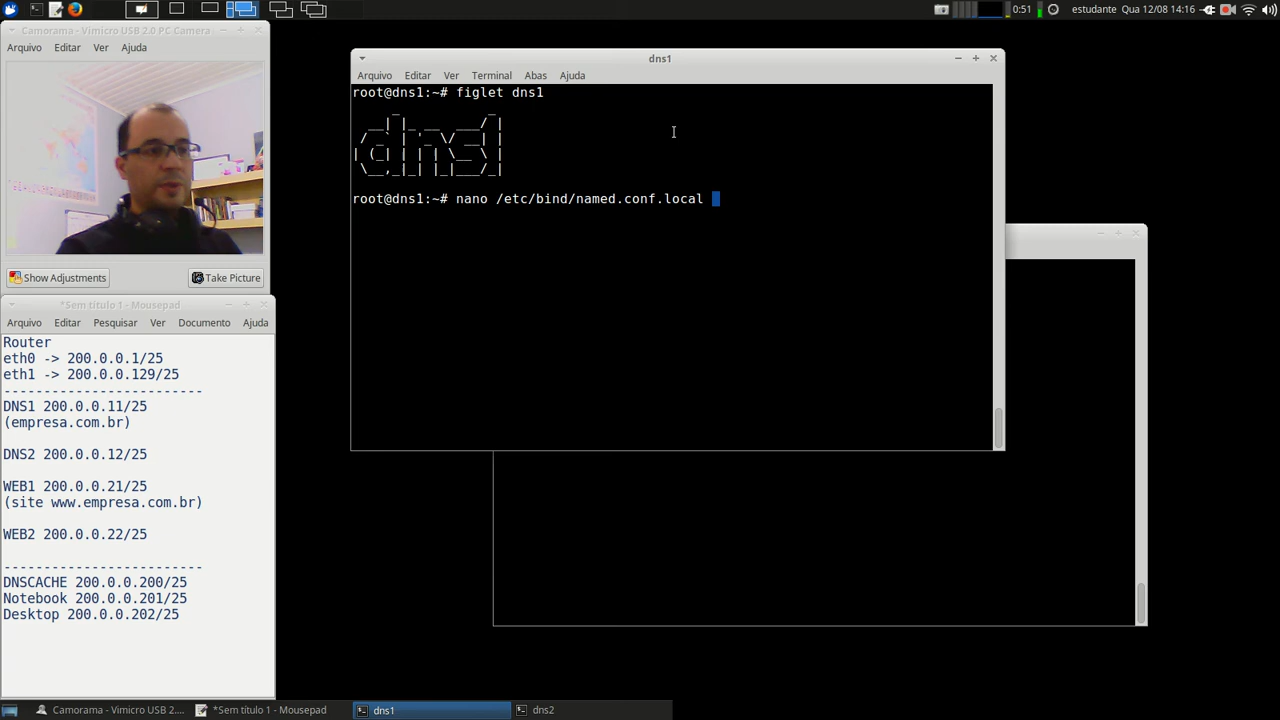 0:51
estudante
Qua 12/08 14:16
Camorama - Vimicro USB 2.0 PC Camera
Arquivo Editar Ver Ajuda
Show Adjustments
Take Picture
*Sem título 1 - Mousepad
Arquivo Editar Pesquisar Ver Documento Ajuda
Router
eth0 -> 200.0.0.1/25
eth1 -> 200.0.0.129/25
-------------------------
DNS1 200.0.0.11/25
(empresa.com.br)
DNS2 200.0.0.12/25
WEB1 200.0.0.21/25
(site www.empresa.com.br)
WEB2 200.0.0.22/25
-------------------------
DNSCACHE 200.0.0.200/25
Notebook 200.0.0.201/25
Desktop 200.0.0.202/25
dns1
Arquivo Editar Ver Terminal Abas Ajuda
root@dns1:~# figlet dns1
dns1
root@dns1:~# nano /etc/bind/named.conf.local
Camorama - Vimicro USB 2....
*Sem título 1 - Mousepad
dns1
dns2